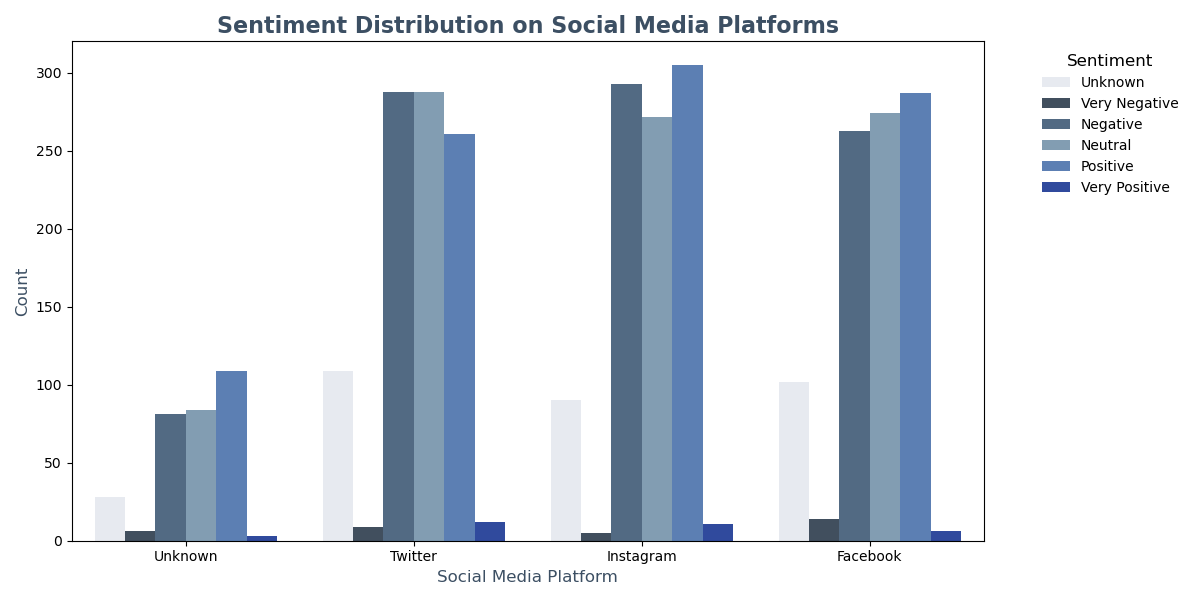 Sentiment Distribution on Social Media Platforms
Sentiment
Unknown
Very Negative
Negative
Neutral
Positive
Very Positive
Count
300
250
200
150
100
50
0
Unknown Twitter Instagram Facebook
Social Media Platform